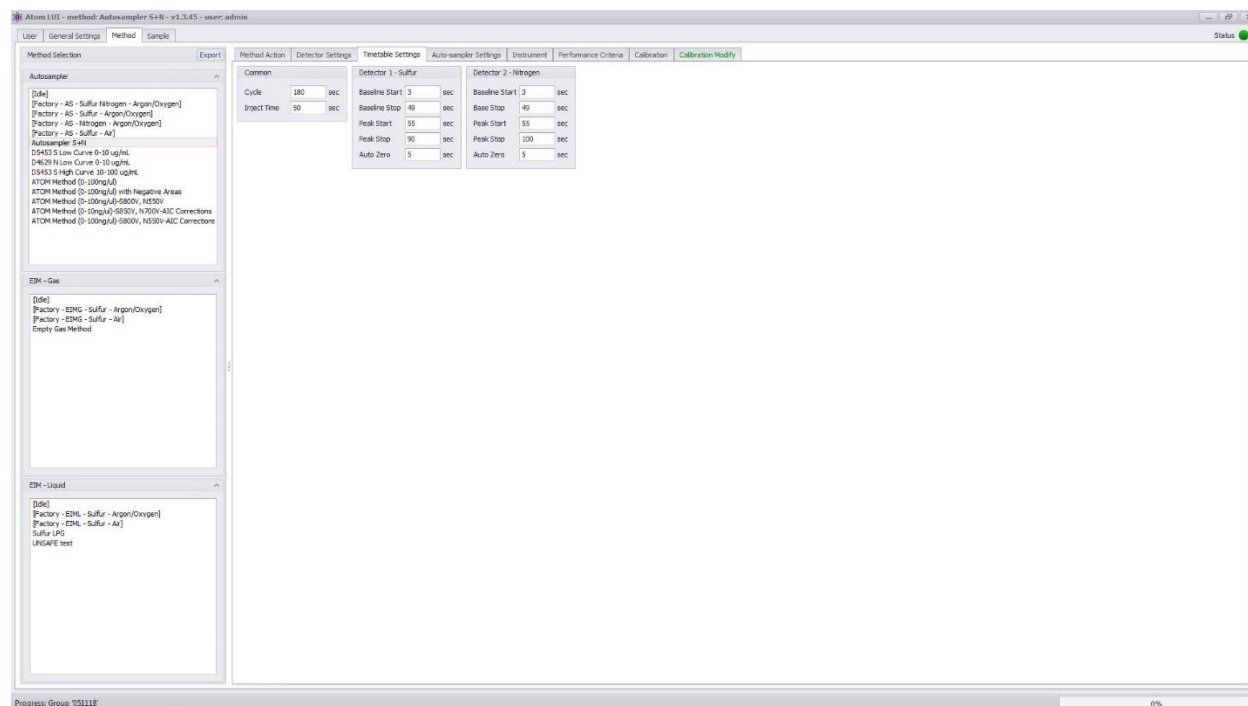 Atom LUI - method: Autosampler S+N - v1.3.45 - user: admin
User General Settings Method Sample Status
Method Selection Export
Autosampler
[Idle]
[Factory - AS - Sulfur Nitrogen - Argon/Oxygen]
[Factory - AS - Sulfur - Argon/Oxygen]
[Factory - AS - Nitrogen - Argon/Oxygen]
[Factory - AS - Sulfur - Air]
Autosampler S+N
D5453 S Low Curve 0-10 ug/mL
D4629 N Low Curve 0-10 ug/mL
D5453 S High Curve 10-100 ug/mL
ATOM Method (0-100ng/ul)
ATOM Method (0-100ng/ul) with Negative Areas
ATOM Method (0-100ng/ul)-S800V, N550V
ATOM Method (0-10ng/ul)-S850V, N700V-AIC Corrections
ATOM Method (0-100ng/ul)-S800V, N550V-AIC Corrections
EIM - Gas
[Idle]
[Factory - EIMG - Sulfur - Argon/Oxygen]
[Factory - EIMG - Sulfur - Air]
Empty Gas Method
EIM - Liquid
[Idle]
[Factory - EIML - Sulfur - Argon/Oxygen]
[Factory - EIML - Sulfur - Air]
Sulfur LPG
UNSAFE test
Method Action Detector Settings Timetable Settings Auto-sampler Settings Instrument Performance Criteria Calibration Calibration Modify
Common
Cycle 180 sec
Inject Time 50 sec
Detector 1 - Sulfur
Baseline Start 3 sec
Baseline Stop 49 sec
Peak Start 55 sec
Peak Stop 90 sec
Auto Zero 5 sec
Detector 2 - Nitrogen
Baseline Start 3 sec
Base Stop 49 sec
Peak Start 55 sec
Peak Stop 100 sec
Auto Zero 5 sec
Progress: Group '051118' 0%